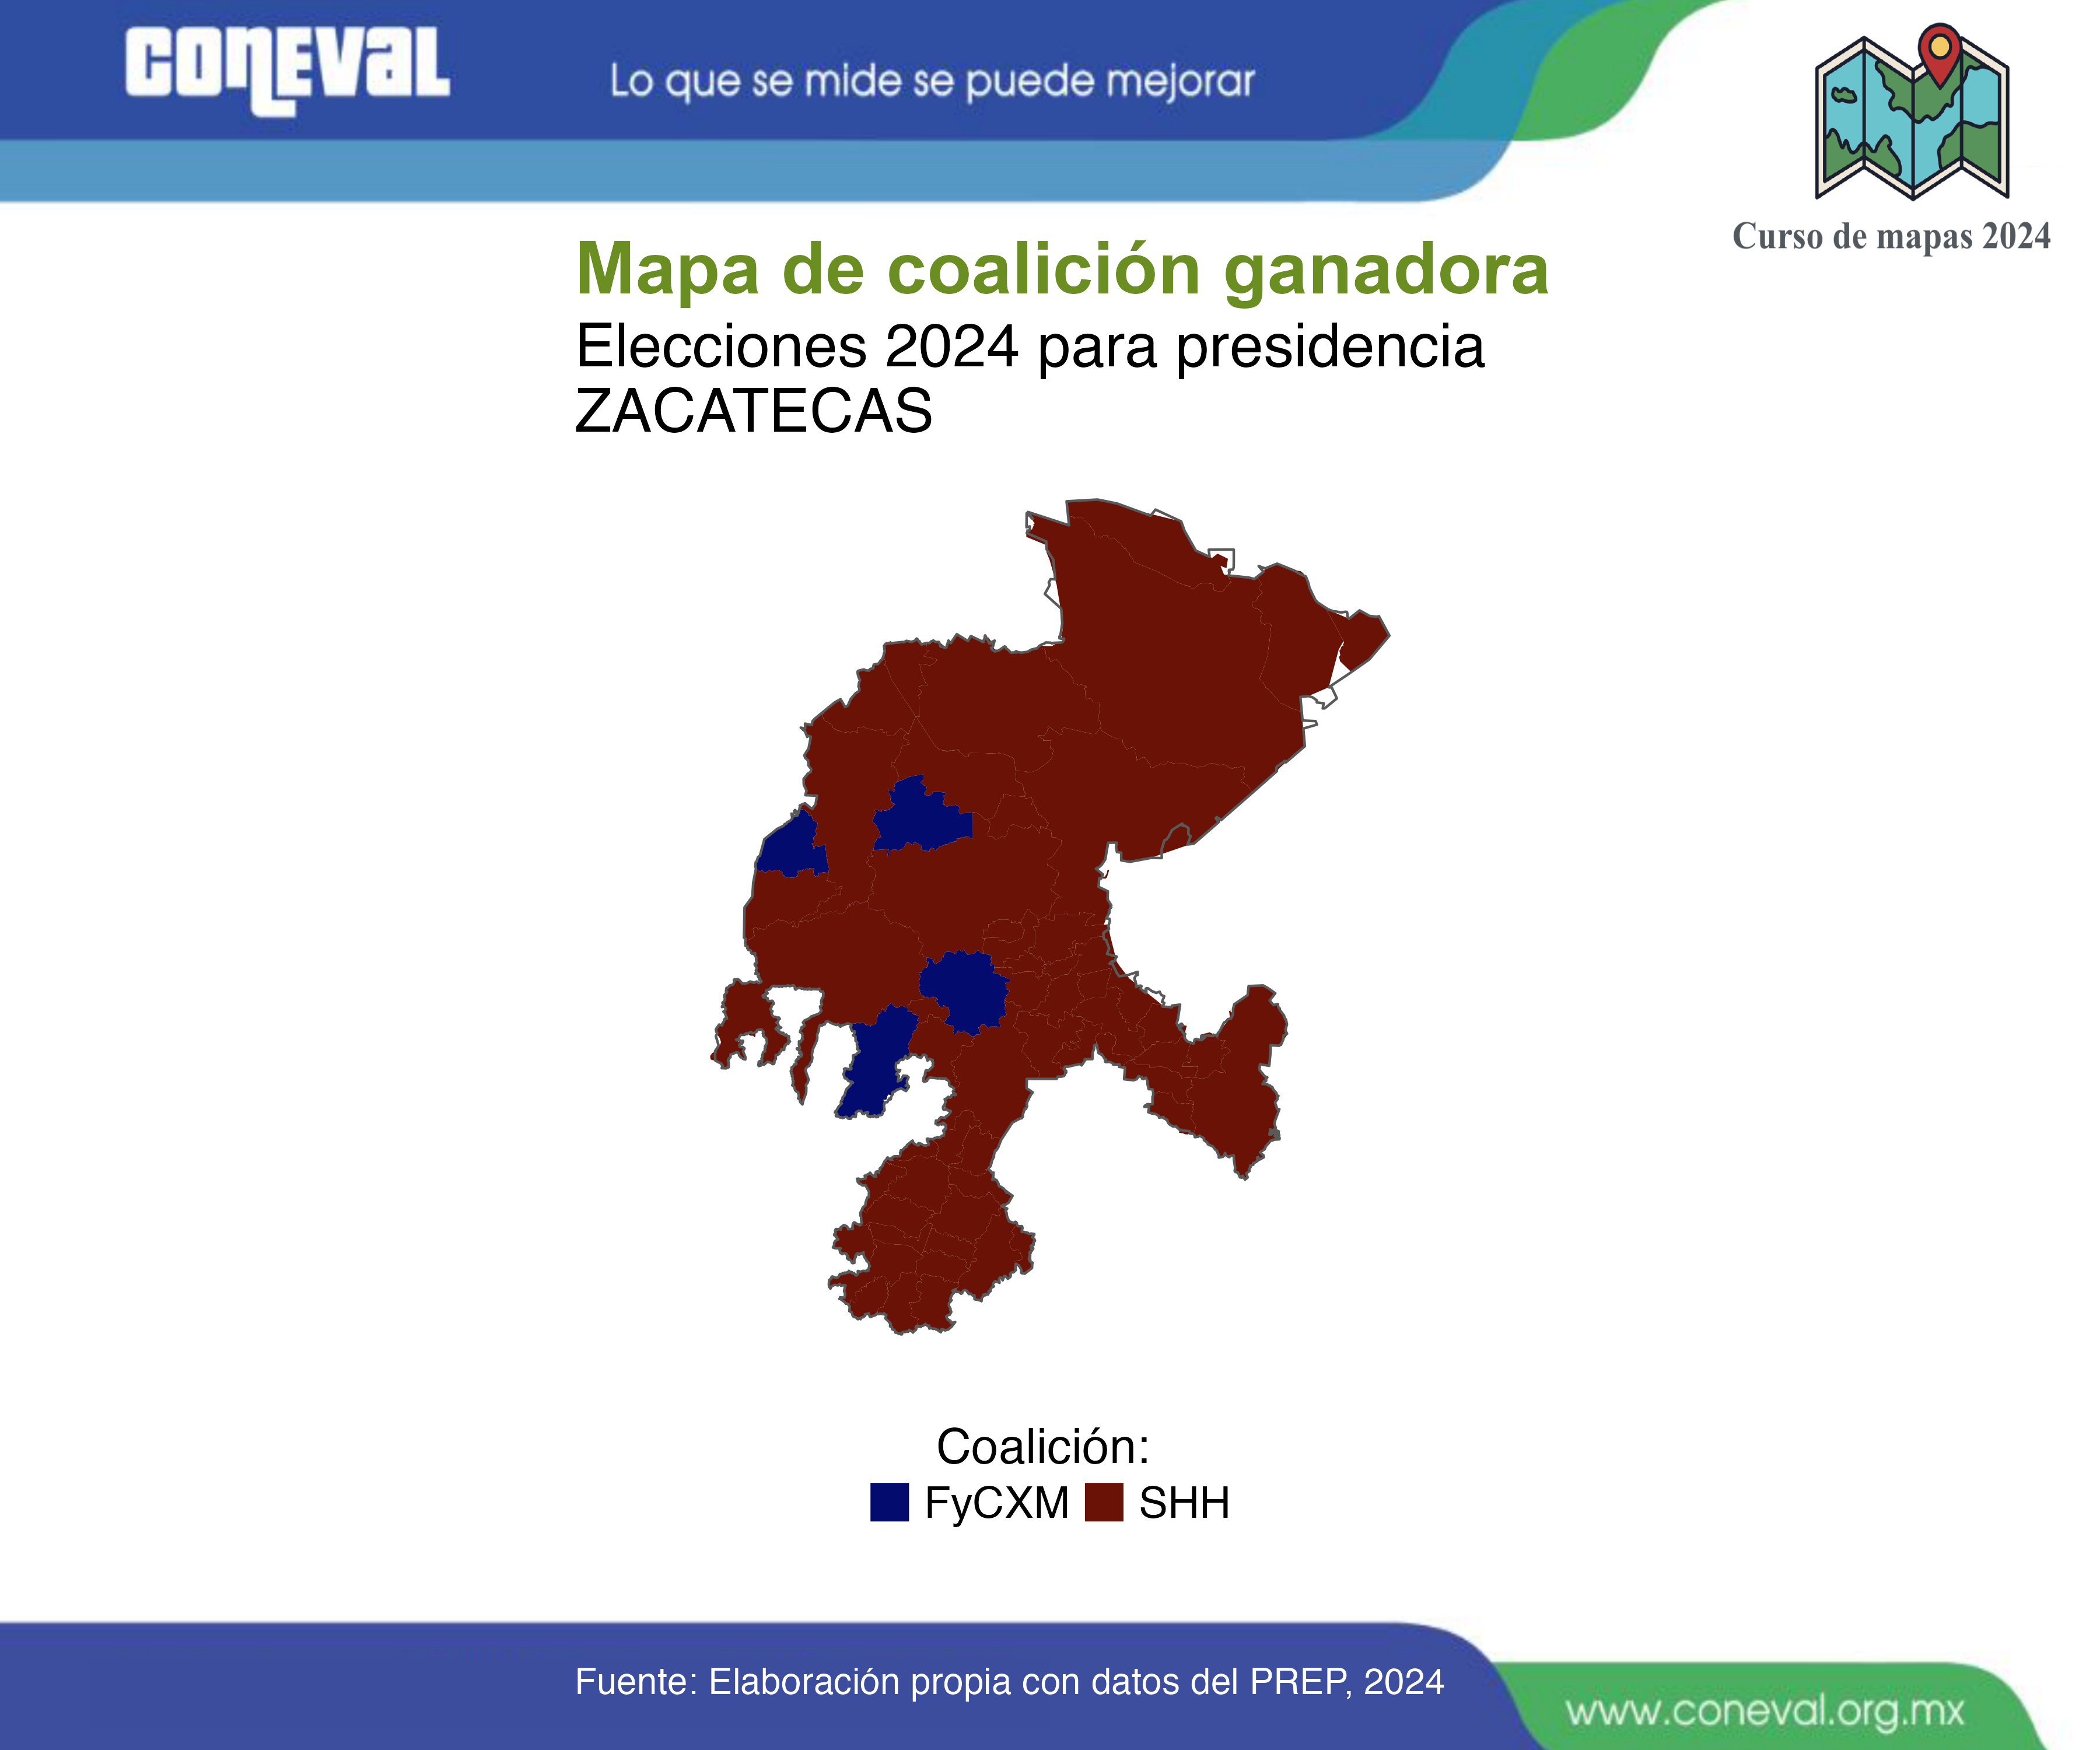 CONEVAL
Lo que se mide se puede mejorar
Curso de mapas 2024
Mapa de coalición ganadora
Elecciones 2024 para presidencia
ZACATECAS
Coalición:
FyCXM SHH
Fuente: Elaboración propia con datos del PREP, 2024
www.coneval.org.mx